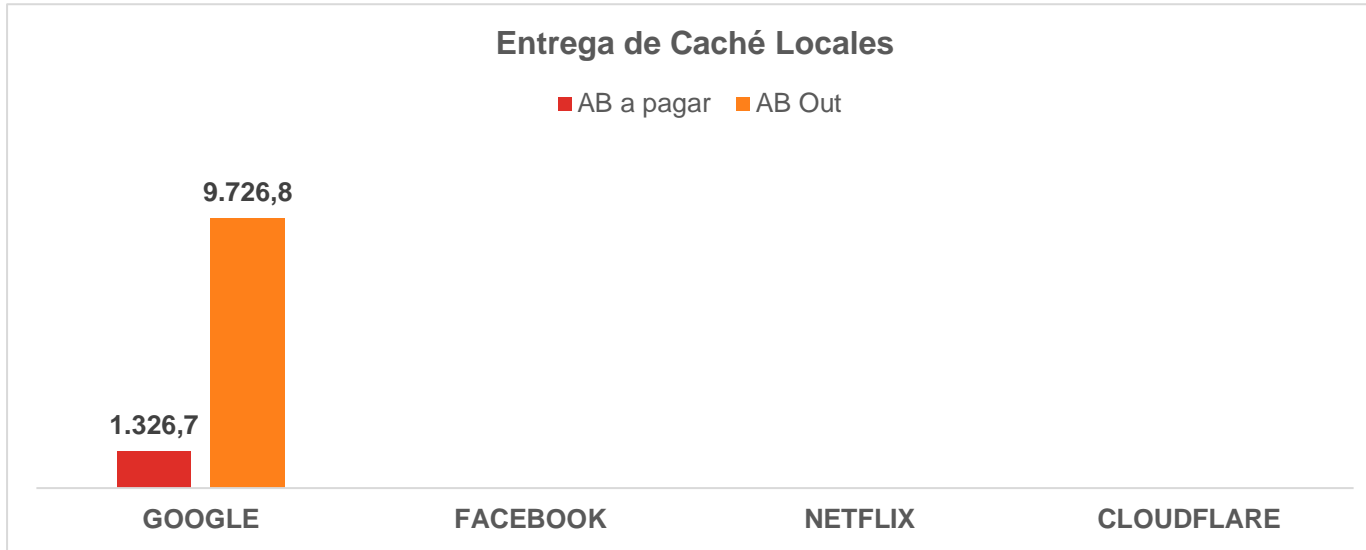 Entrega de Caché Locales
AB a pagar AB Out
9.726,8
1.326,7
GOOGLE FACEBOOK NETFLIX CLOUDFLARE